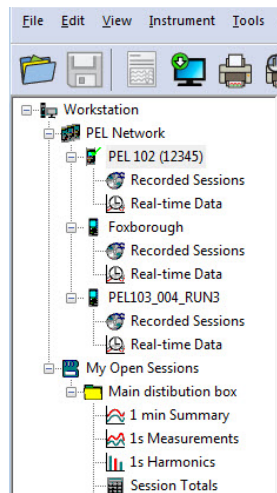 File Edit View Instrument Tools
Workstation
PEL Network
PEL 102 (12345)
Recorded Sessions
Real-time Data
Foxborough
Recorded Sessions
Real-time Data
PEL103_004_RUN3
Recorded Sessions
Real-time Data
My Open Sessions
Main distibution box
1 min Summary
1s Measurements
1s Harmonics
Session Totals